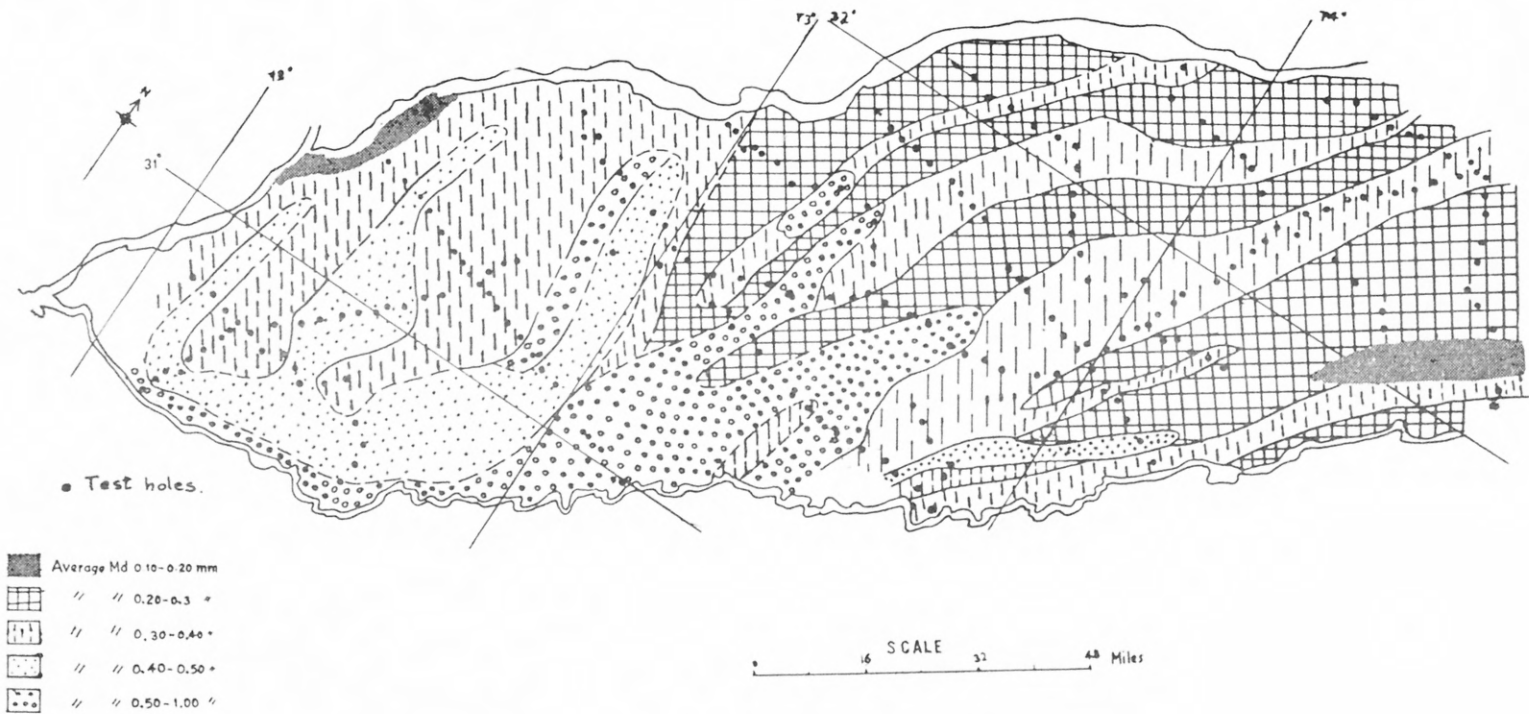 73° 32°
74°
72°
N
31°
Test holes.
Average Md 0.10-0.20 mm
〃 〃 0.20-0.3 〃
〃 〃 0.30-0.40 〃
〃 〃 0.40-0.50 〃
〃 〃 0.50-1.00 〃
SCALE
0 16 32 48 Miles